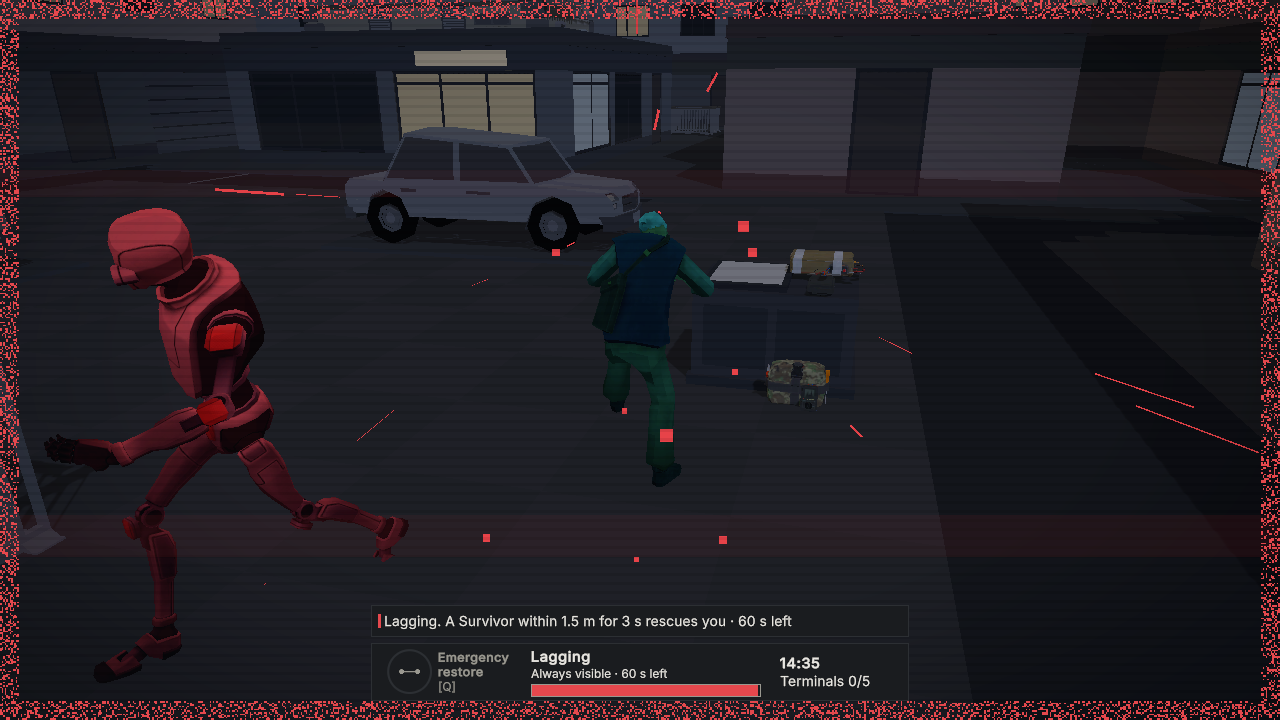 Lagging. A Survivor within 1.5 m for 3 s rescues you · 60 s left
Emergency
restore
[Q]
Lagging
Always visible · 60 s left
14:35
Terminals 0/5